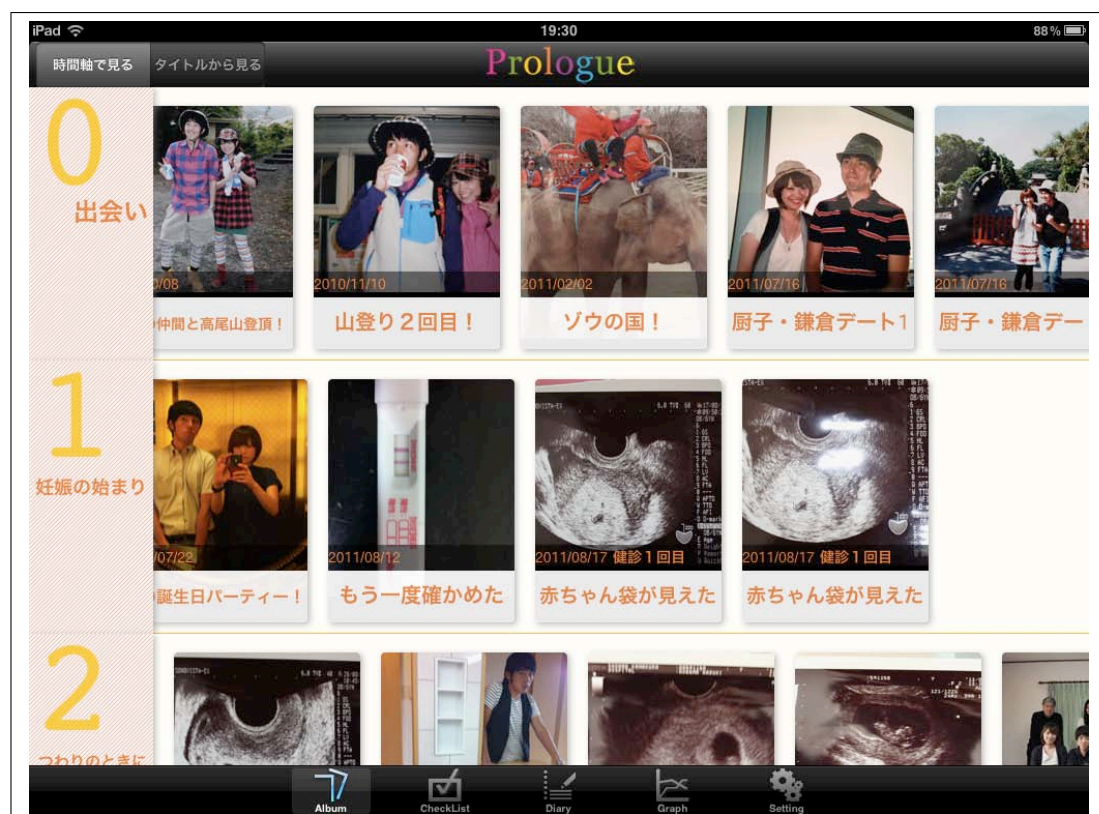 iPad 19:30 88%
時間軸で見る タイトルから見る Prologue
0
出会い
0/08
2010/11/10
2011/02/02
2011/07/16
2011/07/16
仲間と高尾山登頂！
山登り２回目！
ゾウの国！
厨子・鎌倉デート1
厨子・鎌倉デー
1
妊娠の始まり
/07/22
2011/08/12
2011/08/17 健診１回目
2011/08/17 健診１回目
誕生日パーティー！
もう一度確かめた
赤ちゃん袋が見えた
赤ちゃん袋が見えた
2
つわりのときに
Album CheckList Diary Graph Setting